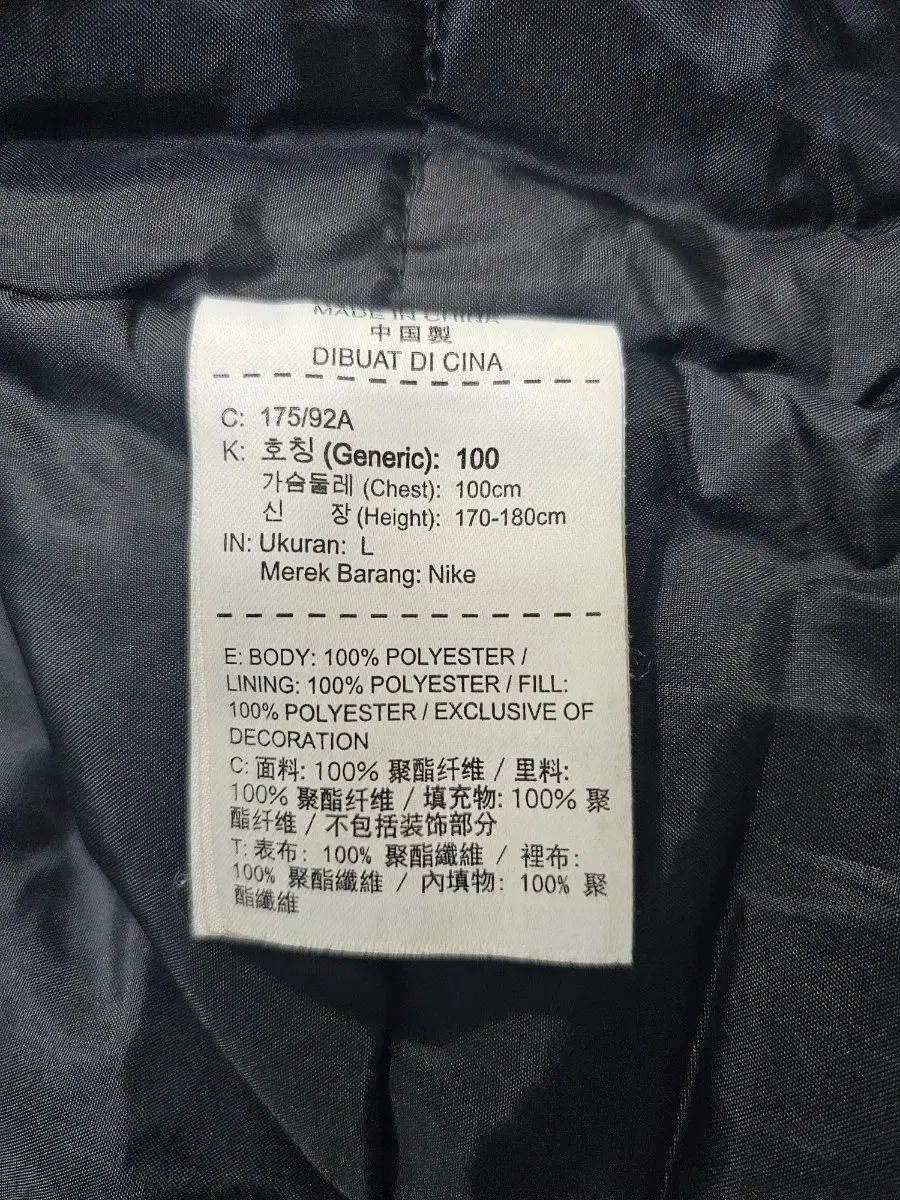 MADE IN CHINA
中国製
DIBUAT DI CINA
C: 175/92A
K: 호칭 (Generic): 100
가슴둘레 (Chest): 100cm
신 장 (Height): 170-180cm
IN: Ukuran: L
Merek Barang: Nike
E: BODY: 100% POLYESTER /
LINING: 100% POLYESTER / FILL:
100% POLYESTER / EXCLUSIVE OF
DECORATION
C: 面料: 100% 聚酯纤维 / 里料:
100% 聚酯纤维 / 填充物: 100% 聚
酯纤维 / 不包括装饰部分
T: 表布: 100% 聚酯纖維 / 裡布:
100% 聚酯纖維 / 內填物: 100% 聚
酯纖維